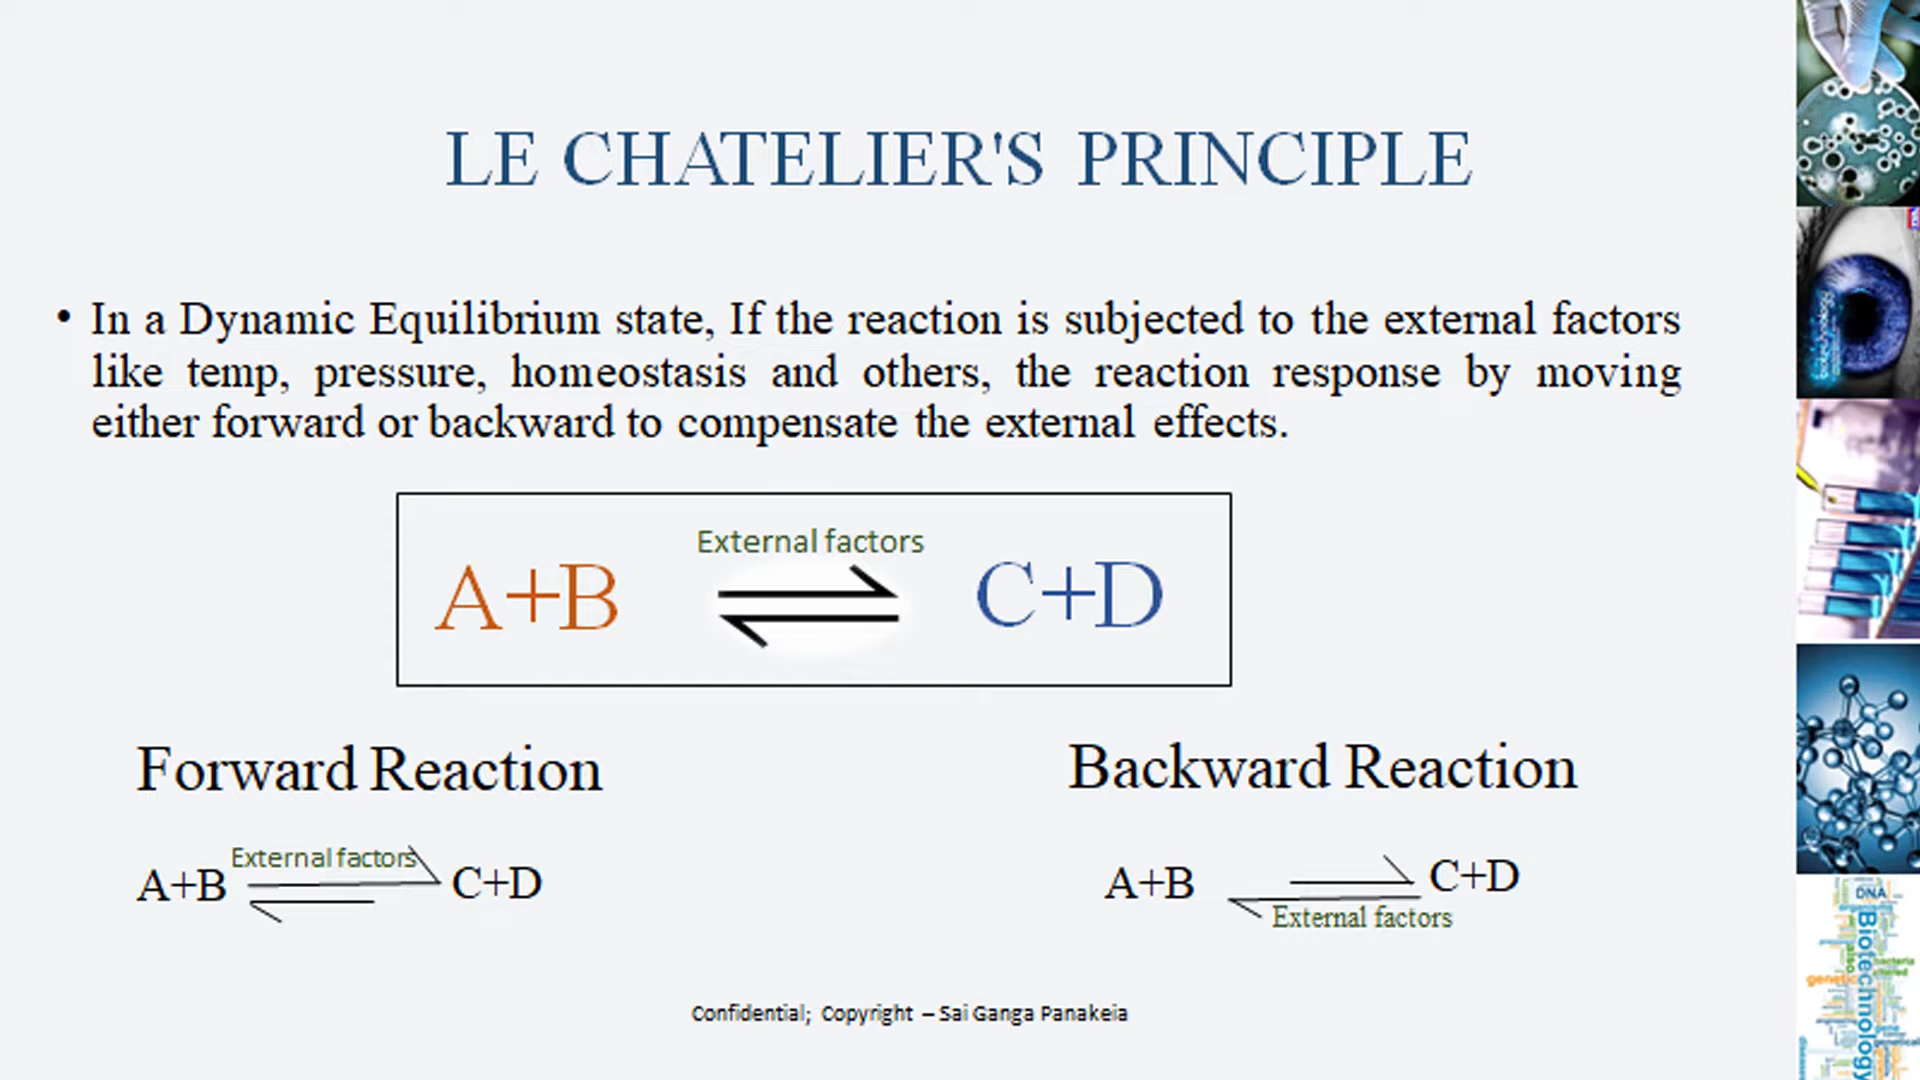 LE CHATELIER'S PRINCIPLE
• In a Dynamic Equilibrium state, If the reaction is subjected to the external factors
like temp, pressure, homeostasis and others, the reaction response by moving
either forward or backward to compensate the external effects.
External factors
A+B ⇌ C+D
Forward Reaction
Backward Reaction
External factors
A+B ⇌ C+D
A+B ⇌ C+D
External factors
Confidential; Copyright – Sai Ganga Panakeia
DNA
Biotechnology
genetic
bacteria